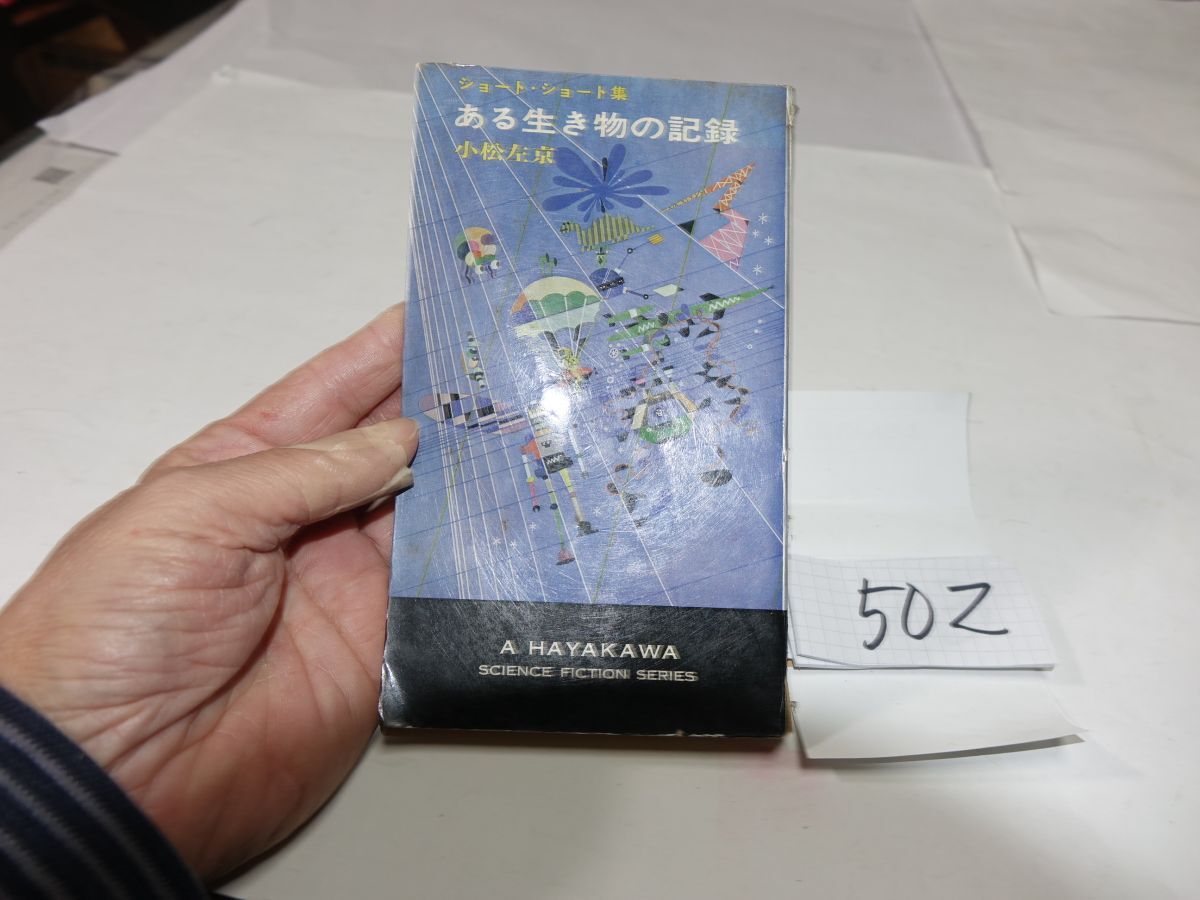 ショート・ショート集
ある生き物の記録
小松左京
A HAYAKAWA
SCIENCE FICTION SERIES
502